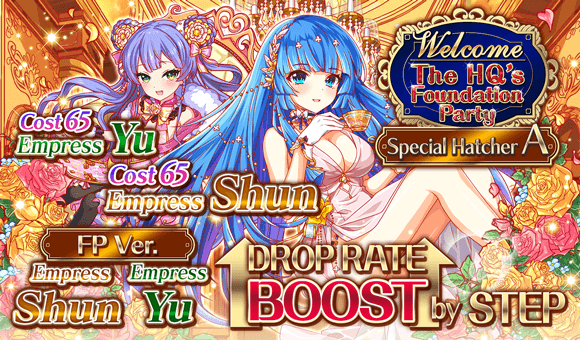 Welcome
The HQ's
Foundation
Party
Special Hatcher A
Cost 65
Empress Yu
Cost 65
Empress Shun
FP Ver.
Empress Shun
Empress Yu
DROP RATE
BOOST by STEP